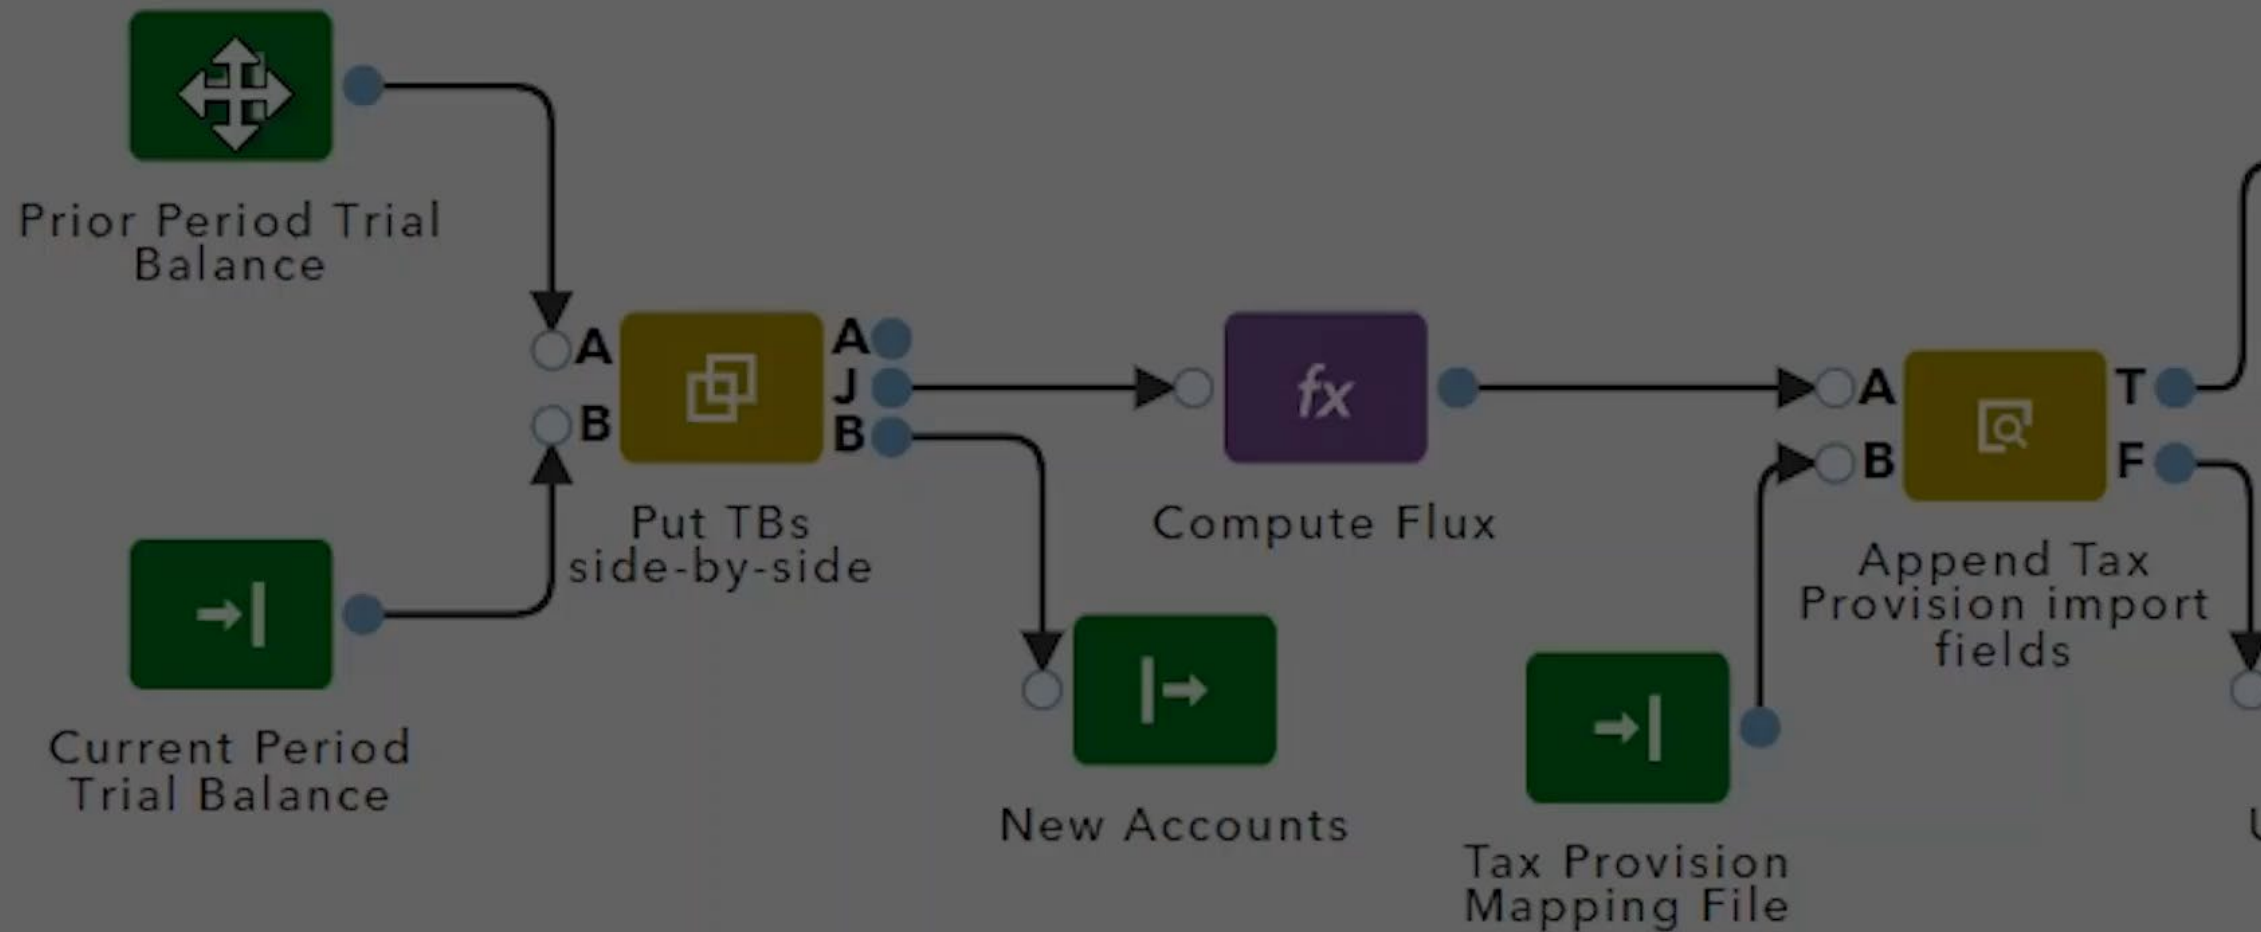 Prior Period Trial
Balance
A
B
A
J
B
Put TBs
side-by-side
Current Period
Trial Balance
fx
Compute Flux
New Accounts
A
B
T
F
Append Tax
Provision import
fields
Tax Provision
Mapping File